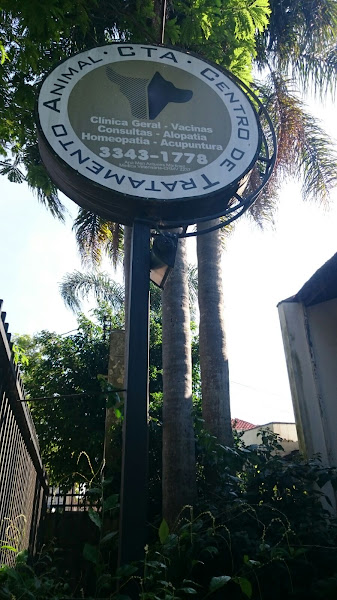 CTA - CENTRO DE TRATAMENTO ANIMAL
Clínica Geral - Vacinas
Consultas - Alopatia
Homeopatia - Acupuntura
3343-1778